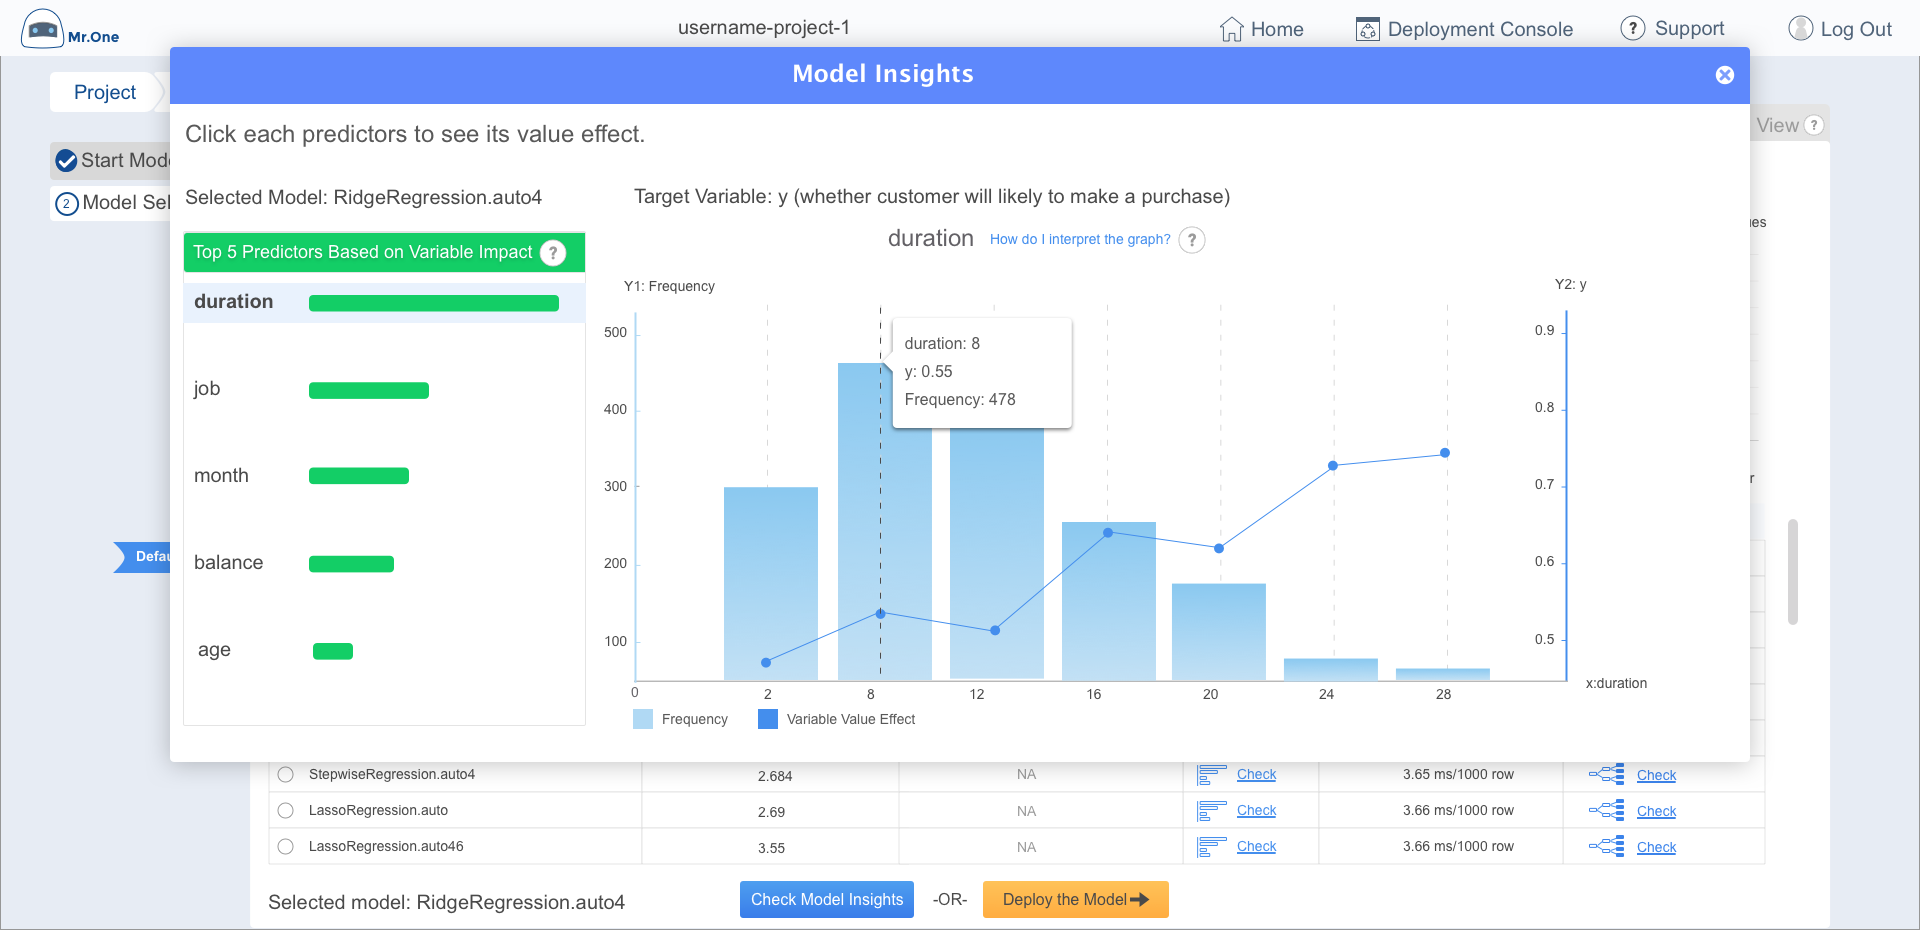 Mr.One
username-project-1
Home
Deployment Console
? Support
Log Out
Project
Model Insights
View ?
Click each predictors to see its value effect.
Start Mode
2 Model Sel
Selected Model: RidgeRegression.auto4
Target Variable: y (whether customer will likely to make a purchase)
duration How do I interpret the graph? ?
Top 5 Predictors Based on Variable Impact ?
duration
job
month
balance
age
Y1: Frequency
Y2: y
500
400
300
200
100
0
duration: 8
y: 0.55
Frequency: 478
0.9
0.8
0.7
0.6
0.5
2 8 12 16 20 24 28
x:duration
Frequency
Variable Value Effect
Defau
StepwiseRegression.auto4 2.684 NA Check 3.65 ms/1000 row Check
LassoRegression.auto 2.69 NA Check 3.66 ms/1000 row Check
LassoRegression.auto46 3.55 NA Check 3.66 ms/1000 row Check
Selected model: RidgeRegression.auto4
Check Model Insights
-OR-
Deploy the Model